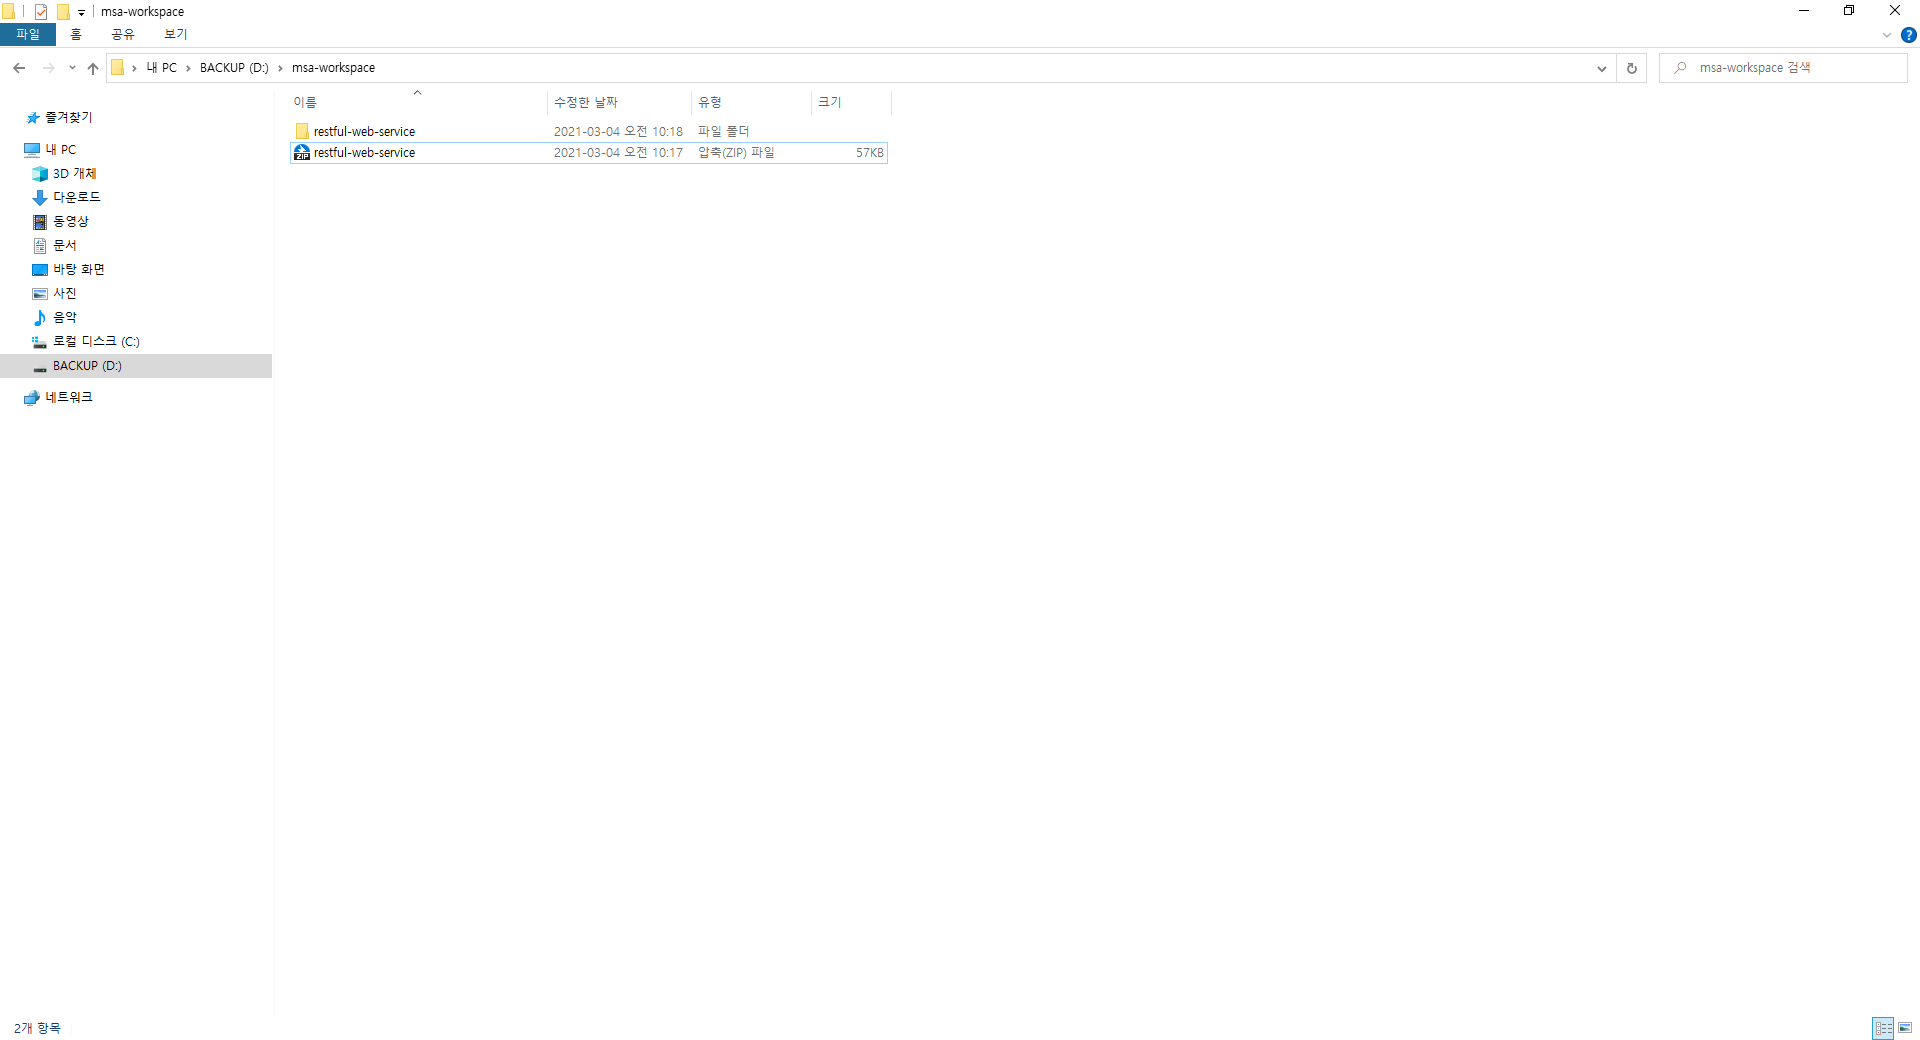 msa-workspace
파일 홈 공유 보기
내 PC BACKUP (D:) msa-workspace
msa-workspace 검색
이름 수정한 날짜 유형 크기
restful-web-service 2021-03-04 오전 10:18 파일 폴더
restful-web-service 2021-03-04 오전 10:17 압축(ZIP) 파일 57KB
즐겨찾기
내 PC
3D 개체
다운로드
동영상
문서
바탕 화면
사진
음악
로컬 디스크 (C:)
BACKUP (D:)
네트워크
2개 항목